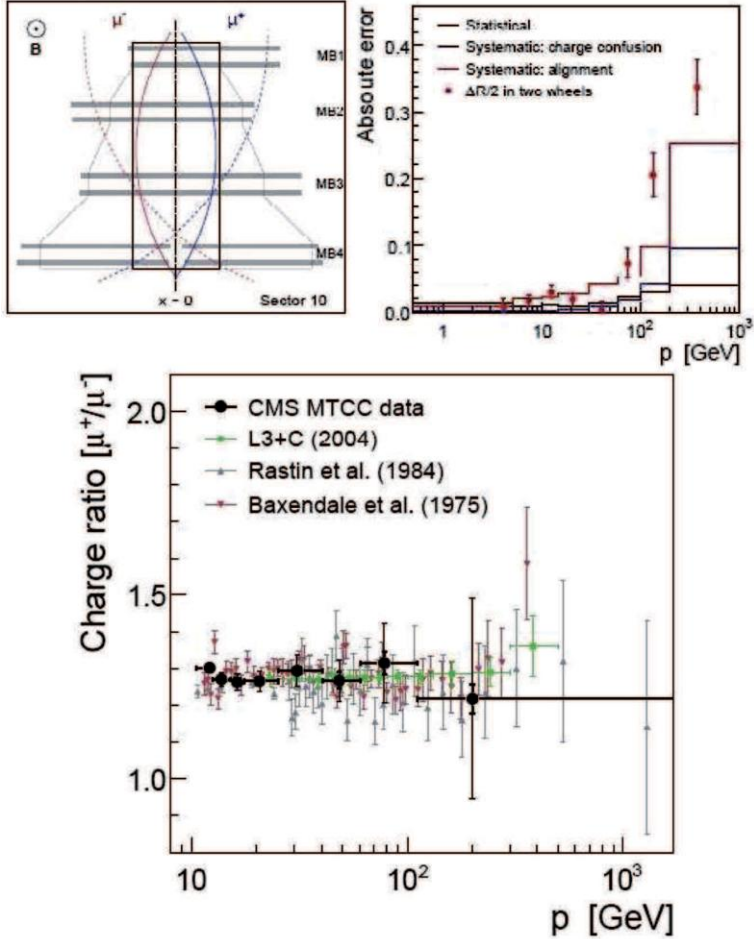 B
μ⁻
μ⁺
MB1
MB2
MB3
MB4
x - 0
Sector 10
Absolute error
0.4
0.3
0.2
0.1
0.0
Statistical
Systematic: charge confusion
Systematic: alignment
ΔR/2 in two wheels
1
10
10²
10³
p [GeV]
Charge ratio [μ⁺/μ⁻]
2.0
1.5
1.0
CMS MTCC data
L3+C (2004)
Rastin et al. (1984)
Baxendale et al. (1975)
10
10²
10³
p [GeV]